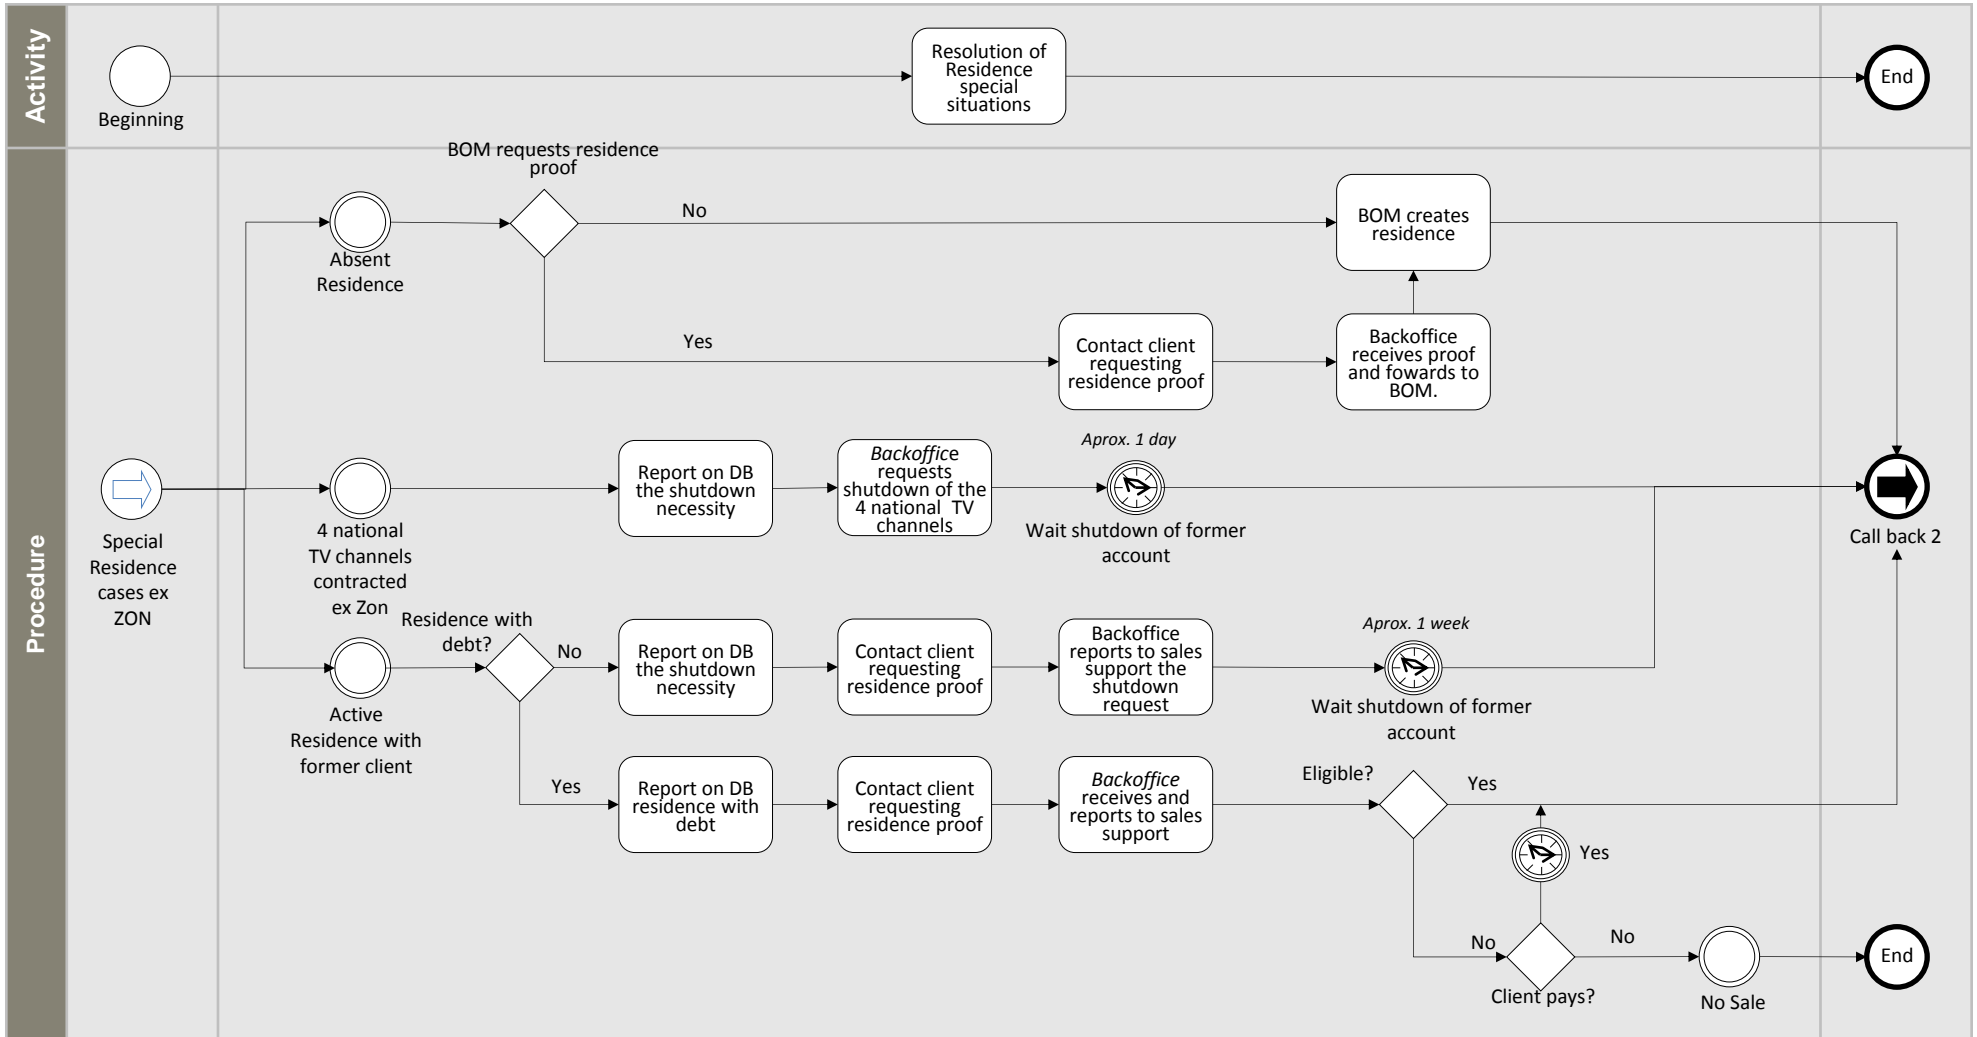 Activity
Beginning
Resolution of
Residence
special
situations
End
Procedure
BOM requests residence
proof
No
BOM creates
residence
Absent
Residence
Yes
Contact client
requesting
residence proof
Backoffice
receives proof
and fowards to
BOM.
Special
Residence
cases ex
ZON
4 national
TV channels
contracted
ex Zon
Report on DB
the shutdown
necessity
Backoffice
requests
shutdown of the
4 national TV
channels
Aprox. 1 day
Wait shutdown of former
account
Call back 2
Active
Residence with
former client
Residence with
debt?
No
Report on DB
the shutdown
necessity
Contact client
requesting
residence proof
Backoffice
reports to sales
support the
shutdown
request
Aprox. 1 week
Wait shutdown of former
account
Yes
Report on DB
residence with
debt
Contact client
requesting
residence proof
Backoffice
receives and
reports to sales
support
Eligible?
Yes
Yes
No
Client pays?
No
No Sale
End